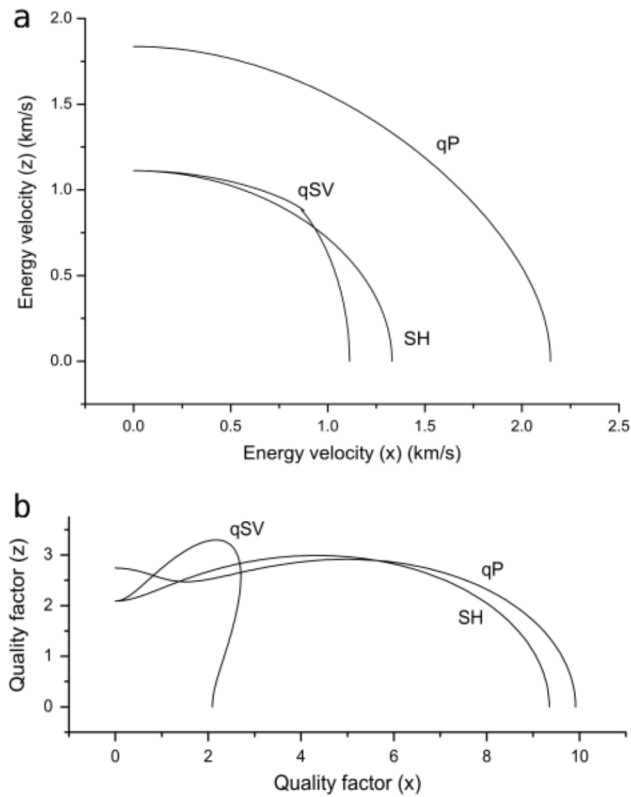 a
2.0
1.5
1.0
0.5
0.0
Energy velocity (z) (km/s)
qP
qSV
SH
0.0 0.5 1.0 1.5 2.0 2.5
Energy velocity (x) (km/s)
b
3
2
1
0
Quality factor (z)
qSV
qP
SH
0 2 4 6 8 10
Quality factor (x)